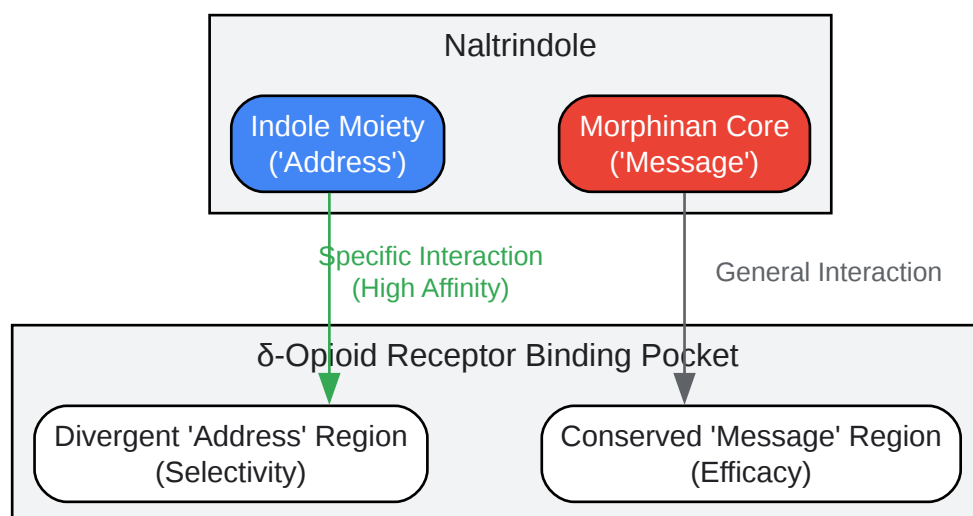 Naltrindole
Indole Moiety
('Address')
Morphinan Core
('Message')
Specific Interaction
(High Affinity)
General Interaction
δ-Opioid Receptor Binding Pocket
Divergent 'Address' Region
(Selectivity)
Conserved 'Message' Region
(Efficacy)